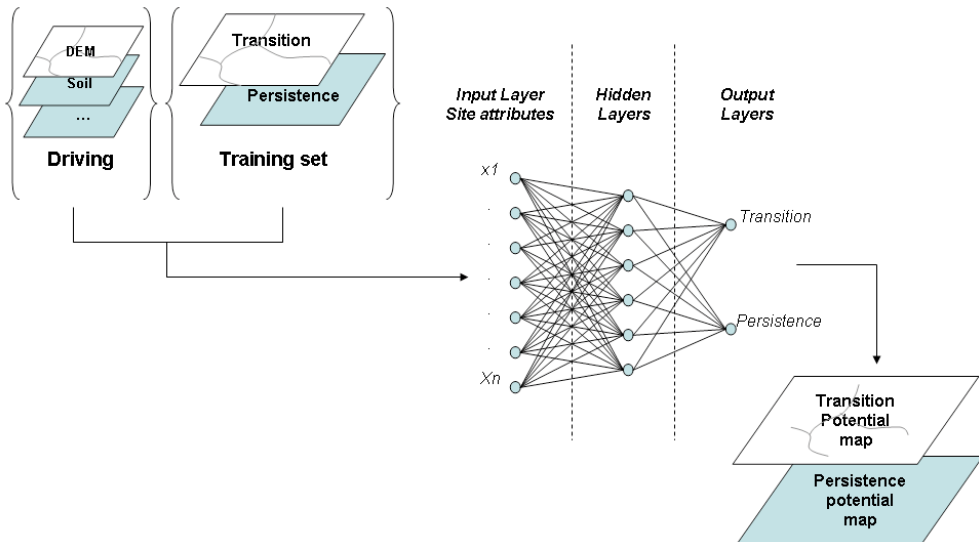 DEM
Soil
...
Driving
Transition
Persistence
Training set
Input Layer
Site attributes
Hidden
Layers
Output
Layers
x1
.
.
.
.
.
Xn
Transition
Persistence
Transition
Potential
map
Persistence
potential
map